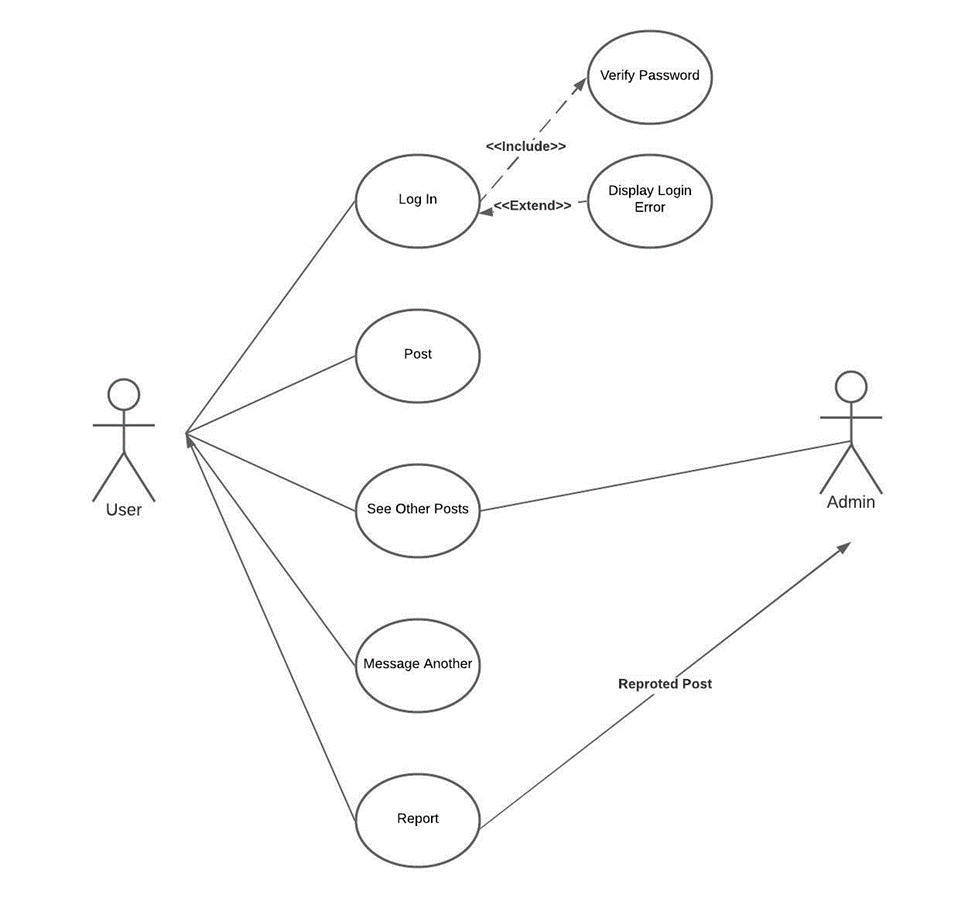 Verify Password
<<Include>>
Log In
<<Extend>>
Display Login
Error
Post
User
See Other Posts
Admin
Message Another
Reproted Post
Report